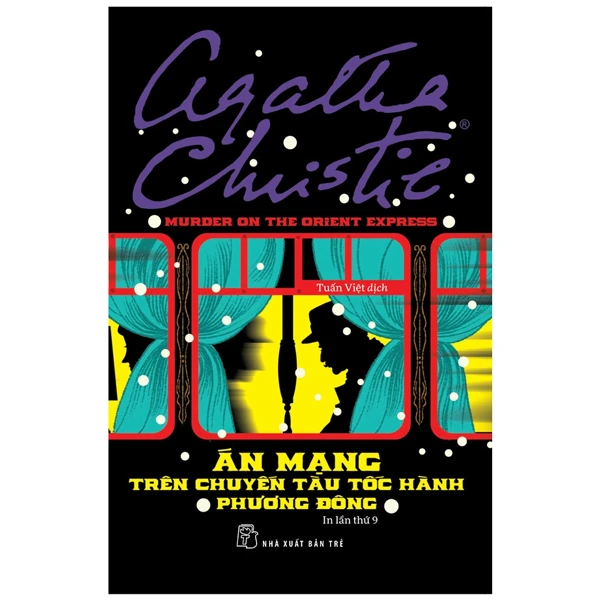 Agatha
Christie®
MURDER ON THE ORIENT EXPRESS
Tuấn Việt dịch
ÁN MẠNG
TRÊN CHUYẾN TÀU TỐC HÀNH
PHƯƠNG ĐÔNG
In lần thứ 9
NHÀ XUẤT BẢN TRẺ